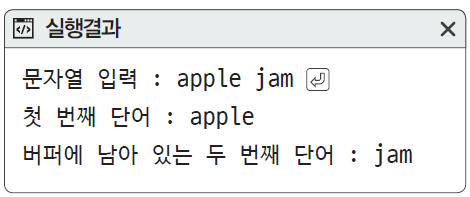 실행결과
문자열 입력 : apple jam
첫 번째 단어 : apple
버퍼에 남아 있는 두 번째 단어 : jam